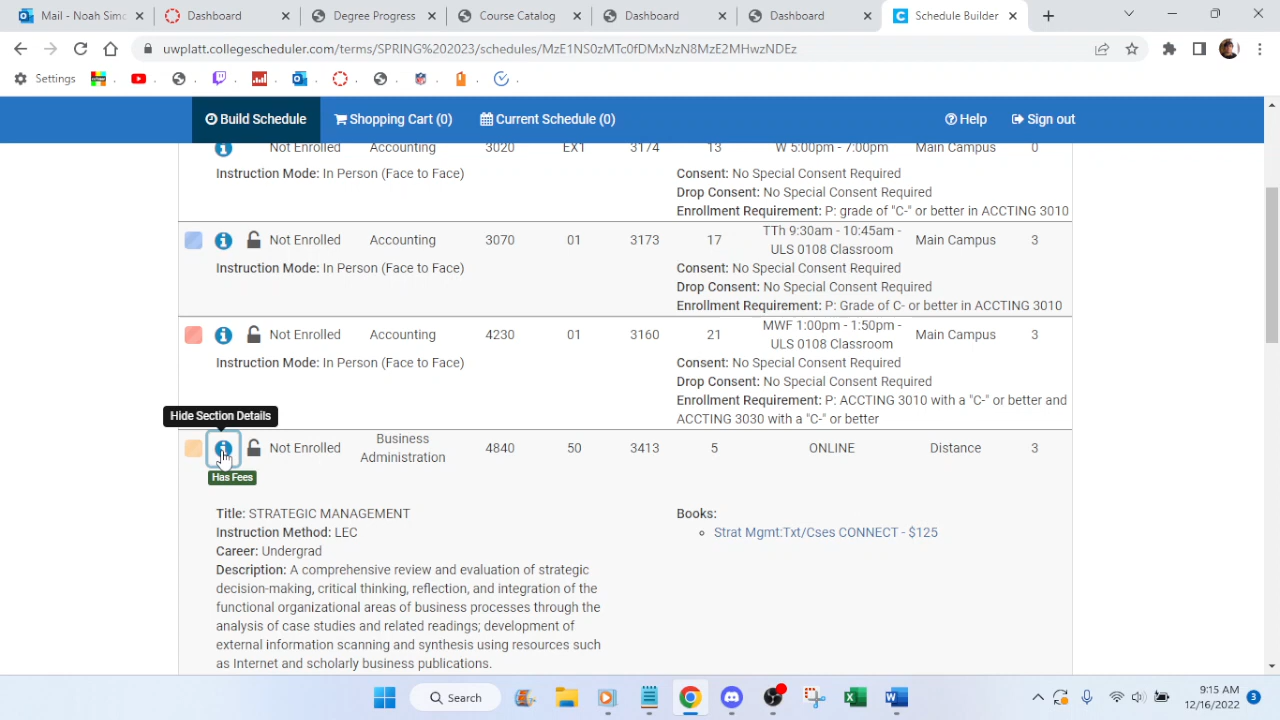 Mail - Noah Simo
Dashboard
Degree Progress
Course Catalog
Dashboard
Dashboard
Schedule Builder
uwplatt.collegescheduler.com/terms/SPRING%202023/schedules/MzE1NS0zMTc0fDMxNzN8MzE2MHwzNDEz
Settings
Build Schedule
Shopping Cart (0)
Current Schedule (0)
Help
Sign out
Not Enrolled Accounting 3020 EX1 3174 13 W 5:00pm - 7:00pm Main Campus 0
Instruction Mode: In Person (Face to Face)
Consent: No Special Consent Required
Drop Consent: No Special Consent Required
Enrollment Requirement: P: grade of "C-" or better in ACCTING 3010
Not Enrolled Accounting 3070 01 3173 17 TTh 9:30am - 10:45am -
ULS 0108 Classroom
Main Campus 3
Instruction Mode: In Person (Face to Face)
Consent: No Special Consent Required
Drop Consent: No Special Consent Required
Enrollment Requirement: P: Grade of C- or better in ACCTING 3010
Not Enrolled Accounting 4230 01 3160 21 MWF 1:00pm - 1:50pm -
ULS 0108 Classroom
Main Campus 3
Instruction Mode: In Person (Face to Face)
Consent: No Special Consent Required
Drop Consent: No Special Consent Required
Enrollment Requirement: P: ACCTING 3010 with a "C-" or better and
ACCTING 3030 with a "C-" or better
Hide Section Details
Not Enrolled Business
Administration
4840 50 3413 5 ONLINE Distance 3
Has Fees
Title: STRATEGIC MANAGEMENT
Instruction Method: LEC
Career: Undergrad
Description: A comprehensive review and evaluation of strategic
decision-making, critical thinking, reflection, and integration of the
functional organizational areas of business processes through the
analysis of case studies and related readings; development of
external information scanning and synthesis using resources such
as Internet and scholarly business publications.
Books:
Strat Mgmt:Txt/Cses CONNECT - $125
Search
9:15 AM
12/16/2022
3